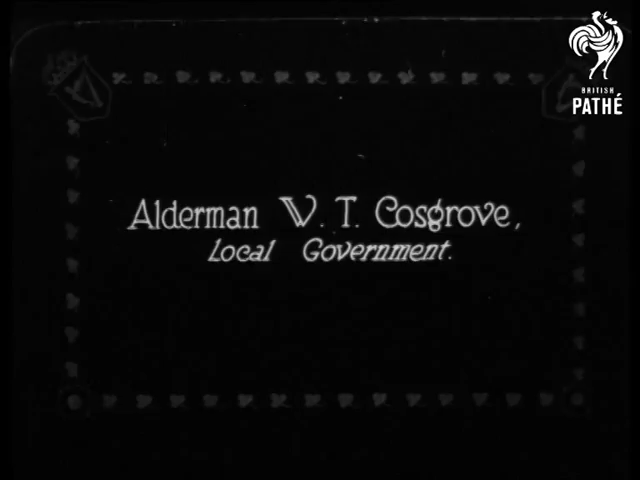 BRITISH
PATHÉ
Alderman W. T. Cosgrove,
Local Government.